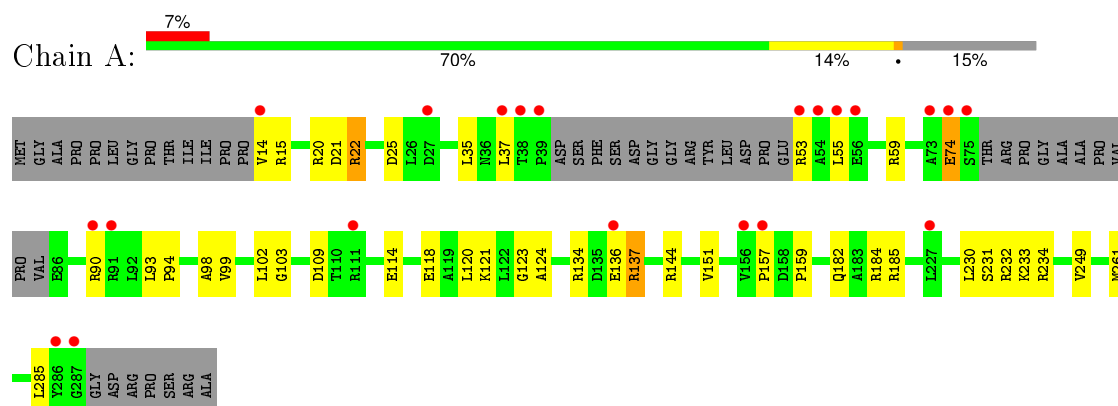 7%
Chain A:
70% 14% • 15%
MET GLY ALA PRO PRO LEU GLY PRO THR ILE ILE PRO PRO V14 R15 R20 D21 R22 D25 L26 D27 L35 N36 L37 T38 P39 ASP SER PHE SER ASP GLY GLY ARG TYR LEU ASP PRO GLU R53 A54 L55 E56 R59 A73 E74 S75 THR ARG PRO GLY ALA ALA PRO VAL
PRO VAL E86 R90 R91 L92 L93 P94 A98 V99 L102 G103 D109 T110 R111 E114 E118 A119 L120 K121 L122 G123 A124 R134 D135 E136 R137 R144 V151 V156 P157 D158 P159 Q182 A183 R184 R185 L227 L230 S231 R232 K233 R234 V249 M261
L285 Y286 G287 GLY ASP ARG PRO SER ARG ALA